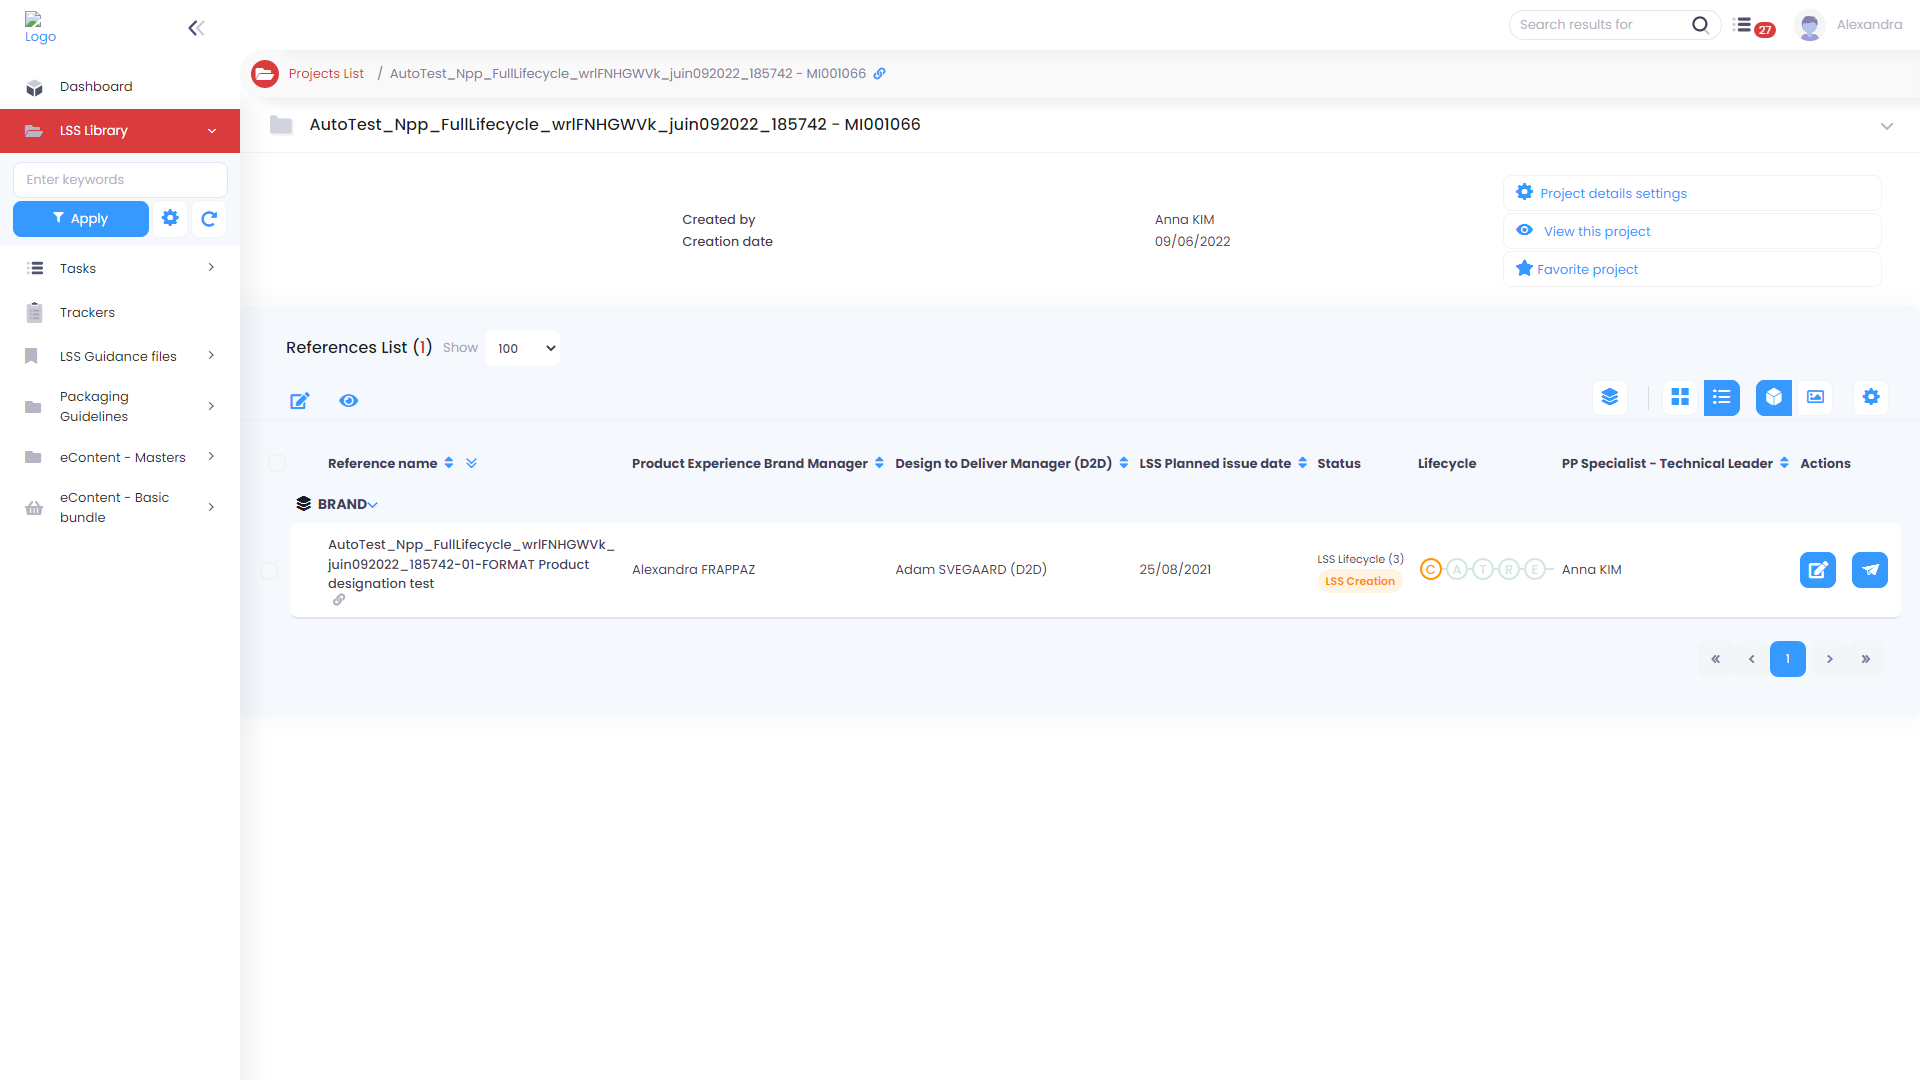 Logo
Search results for
27
Alexandra
Dashboard
LSS Library
Enter keywords
Apply
Tasks
Trackers
LSS Guidance files
Packaging
Guidelines
eContent - Masters
eContent - Basic
bundle
Projects List / AutoTest_Npp_FullLifecycle_wrlFNHGWVk_juin092022_185742 - MI001066
AutoTest_Npp_FullLifecycle_wrlFNHGWVk_juin092022_185742 - MI001066
Created by Anna KIM
Creation date 09/06/2022
Project details settings
View this project
Favorite project
References List (1) Show 100
Reference name Product Experience Brand Manager Design to Deliver Manager (D2D) LSS Planned issue date Status Lifecycle PP Specialist - Technical Leader Actions
BRAND
AutoTest_Npp_FullLifecycle_wrlFNHGWVk_
juin092022_185742-01-FORMAT Product
designation test
Alexandra FRAPPAZ
Adam SVEGAARD (D2D)
25/08/2021
LSS Lifecycle (3)
LSS Creation
C A T R E
Anna KIM
« ‹ 1 › »